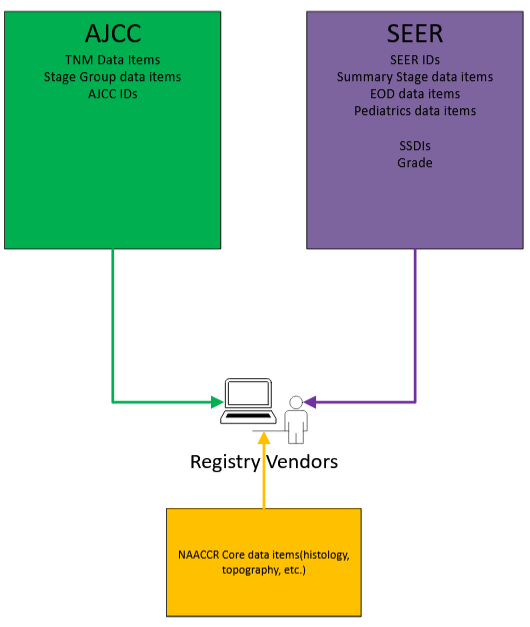 AJCC
TNM Data Items
Stage Group data items
AJCC IDs
SEER
SEER IDs
Summary Stage data items
EOD data items
Pediatrics data items
SSDIs
Grade
Registry Vendors
NAACCR Core data items(histology,
topography, etc.)